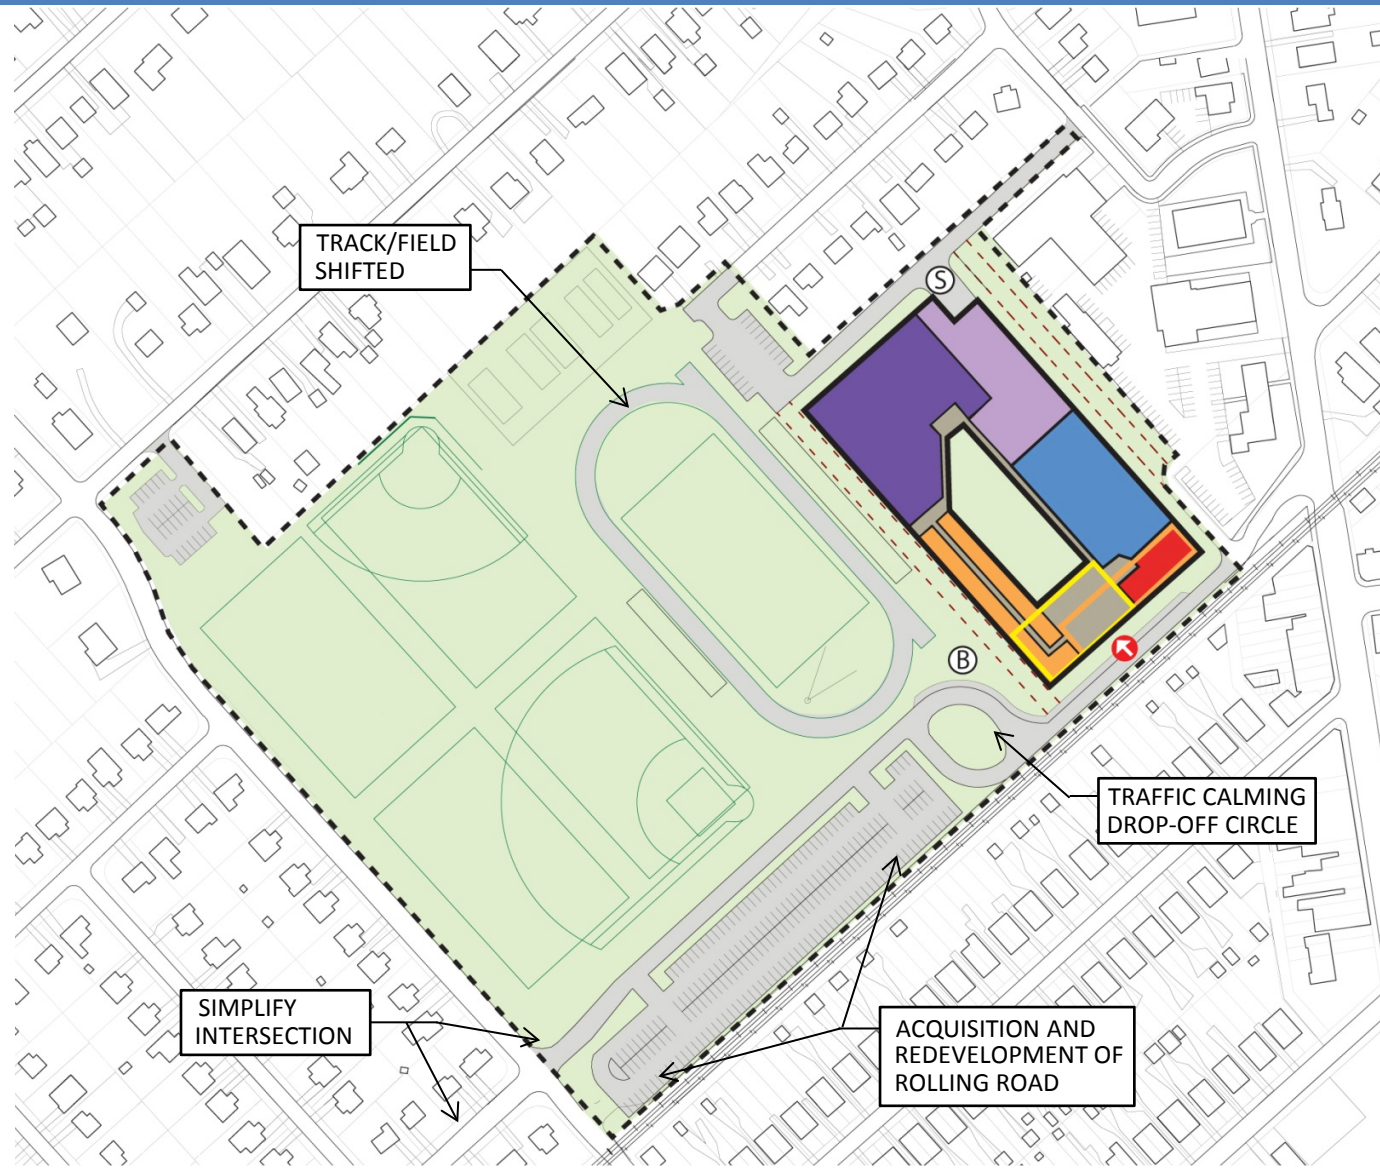 TRACK/FIELD
SHIFTED
S
B
TRAFFIC CALMING
DROP-OFF CIRCLE
SIMPLIFY
INTERSECTION
ACQUISITION AND
REDEVELOPMENT OF
ROLLING ROAD